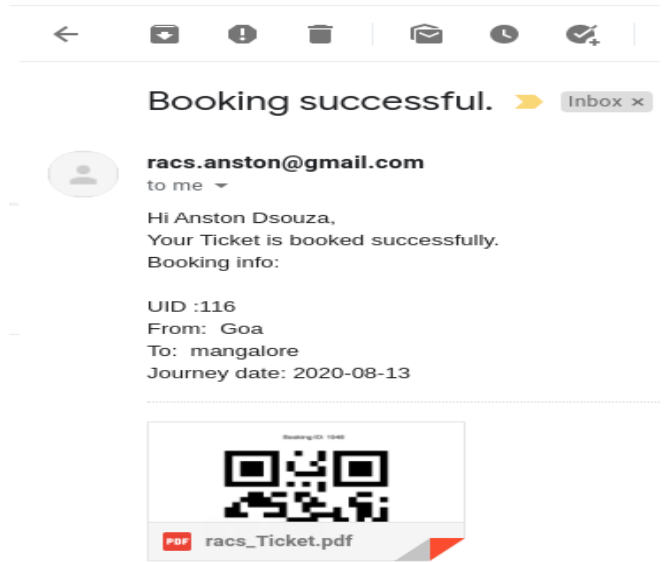 Booking successful. Inbox ×
racs.anston@gmail.com
to me
Hi Anston Dsouza,
Your Ticket is booked successfully.
Booking info:
UID :116
From:  Goa
To:  mangalore
Journey date: 2020-08-13
Booking ID: 1046
PDF racs_Ticket.pdf